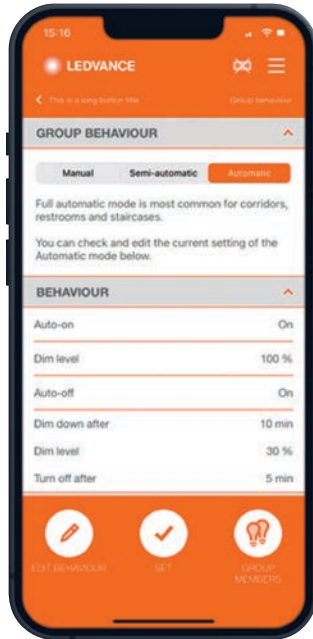 15:16
LEDVANCE
This is a long button title
Group behaviour
GROUP BEHAVIOUR
Manual Semi-automatic Automatic
Full automatic mode is most common for corridors,
restrooms and staircases.
You can check and edit the current setting of the
Automatic mode below.
BEHAVIOUR
Auto-on On
Dim level 100 %
Auto-off On
Dim down after 10 min
Dim level 30 %
Turn off after 5 min
EDIT BEHAVIOUR SET GROUP
MEMBERS